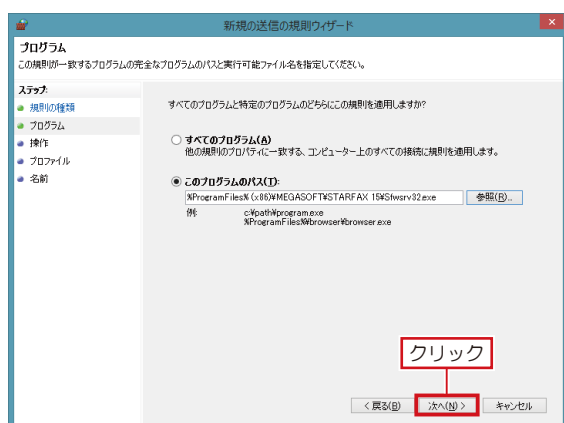 新規の送信の規則ウィザード
プログラム
この規則が一致するプログラムの完全なプログラムのパスと実行可能ファイル名を指定してください。
ステップ:
規則の種類
プログラム
操作
プロファイル
名前
すべてのプログラムと特定のプログラムのどちらにこの規則を適用しますか?
すべてのプログラム(A)
他の規則のプロパティに一致する、コンピューター上のすべての接続に規則を適用します。
このプログラムのパス(T):
%ProgramFiles% (x86)¥MEGASOFT¥STARFAX 15¥Sfwsrv32.exe
参照(R)...
例:
c:¥path¥program.exe
%ProgramFiles%¥browser¥browser.exe
クリック
< 戻る(B)
次へ(N) >
キャンセル